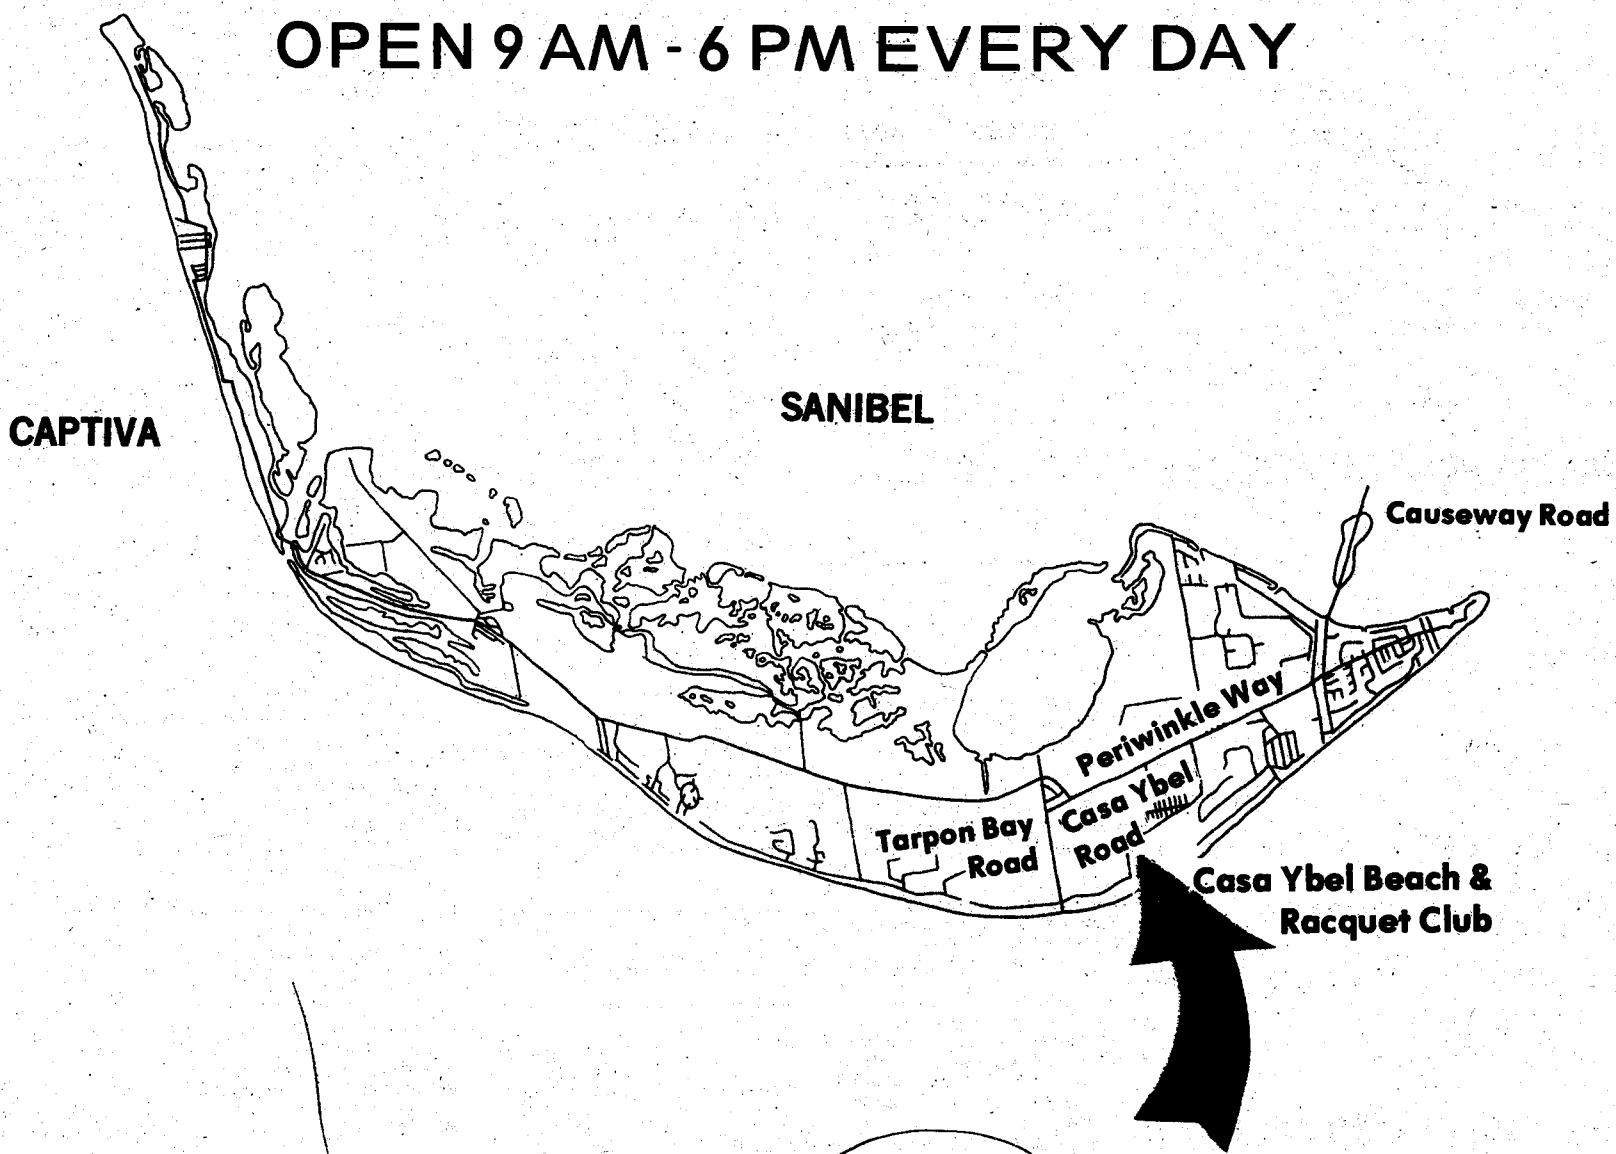 OPEN 9 AM - 6 PM EVERY DAY
CAPTIVA
SANIBEL
Causeway Road
Periwinkle Way
Casa Ybel
Road
Tarpon Bay
Road
Casa Ybel Beach &
Racquet Club